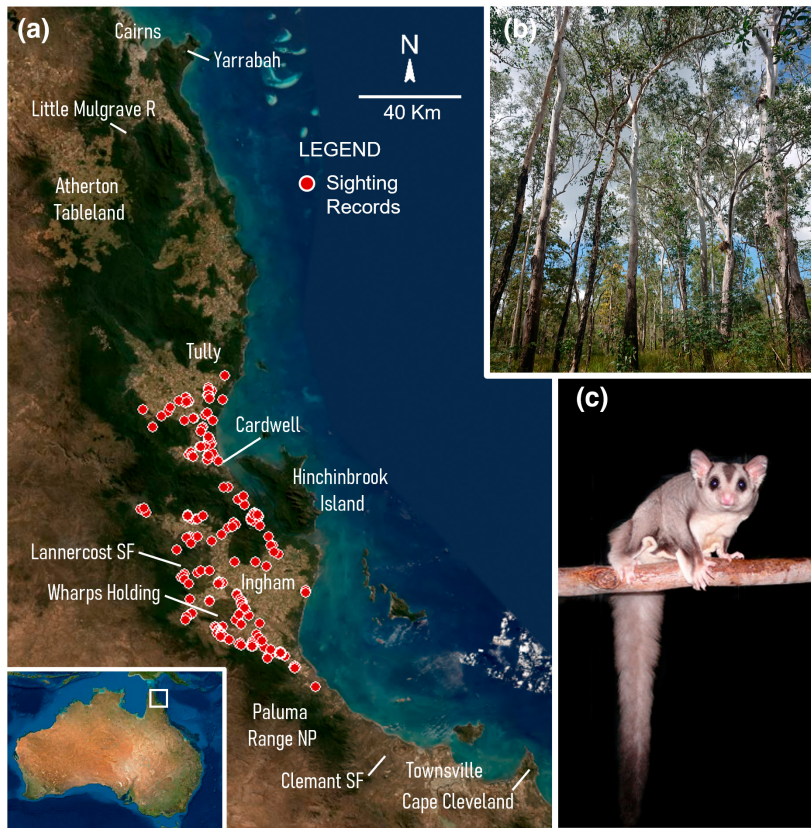 (a)
Cairns
Yarrabah
N
40 Km
Little Mulgrave R
LEGEND
Sighting
Records
Atherton
Tableland
Tully
Cardwell
Hinchinbrook
Island
Lannercost SF
Ingham
Wharps Holding
Paluma
Range NP
Clemant SF
Townsville
Cape Cleveland
(b)
(c)